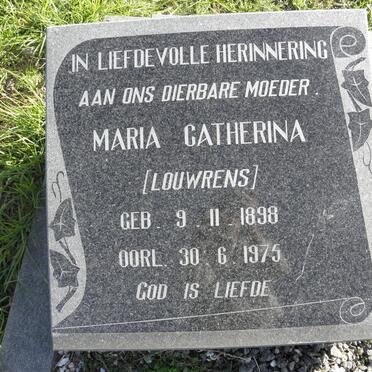 IN LIEFDEVOLLE HERINNERING
AAN ONS DIERBARE MOEDER.
MARIA CATHERINA
[LOUWRENS]
GEB. 9. 11. 1898
OORL. 30. 6. 1975
GOD IS LIEFDE